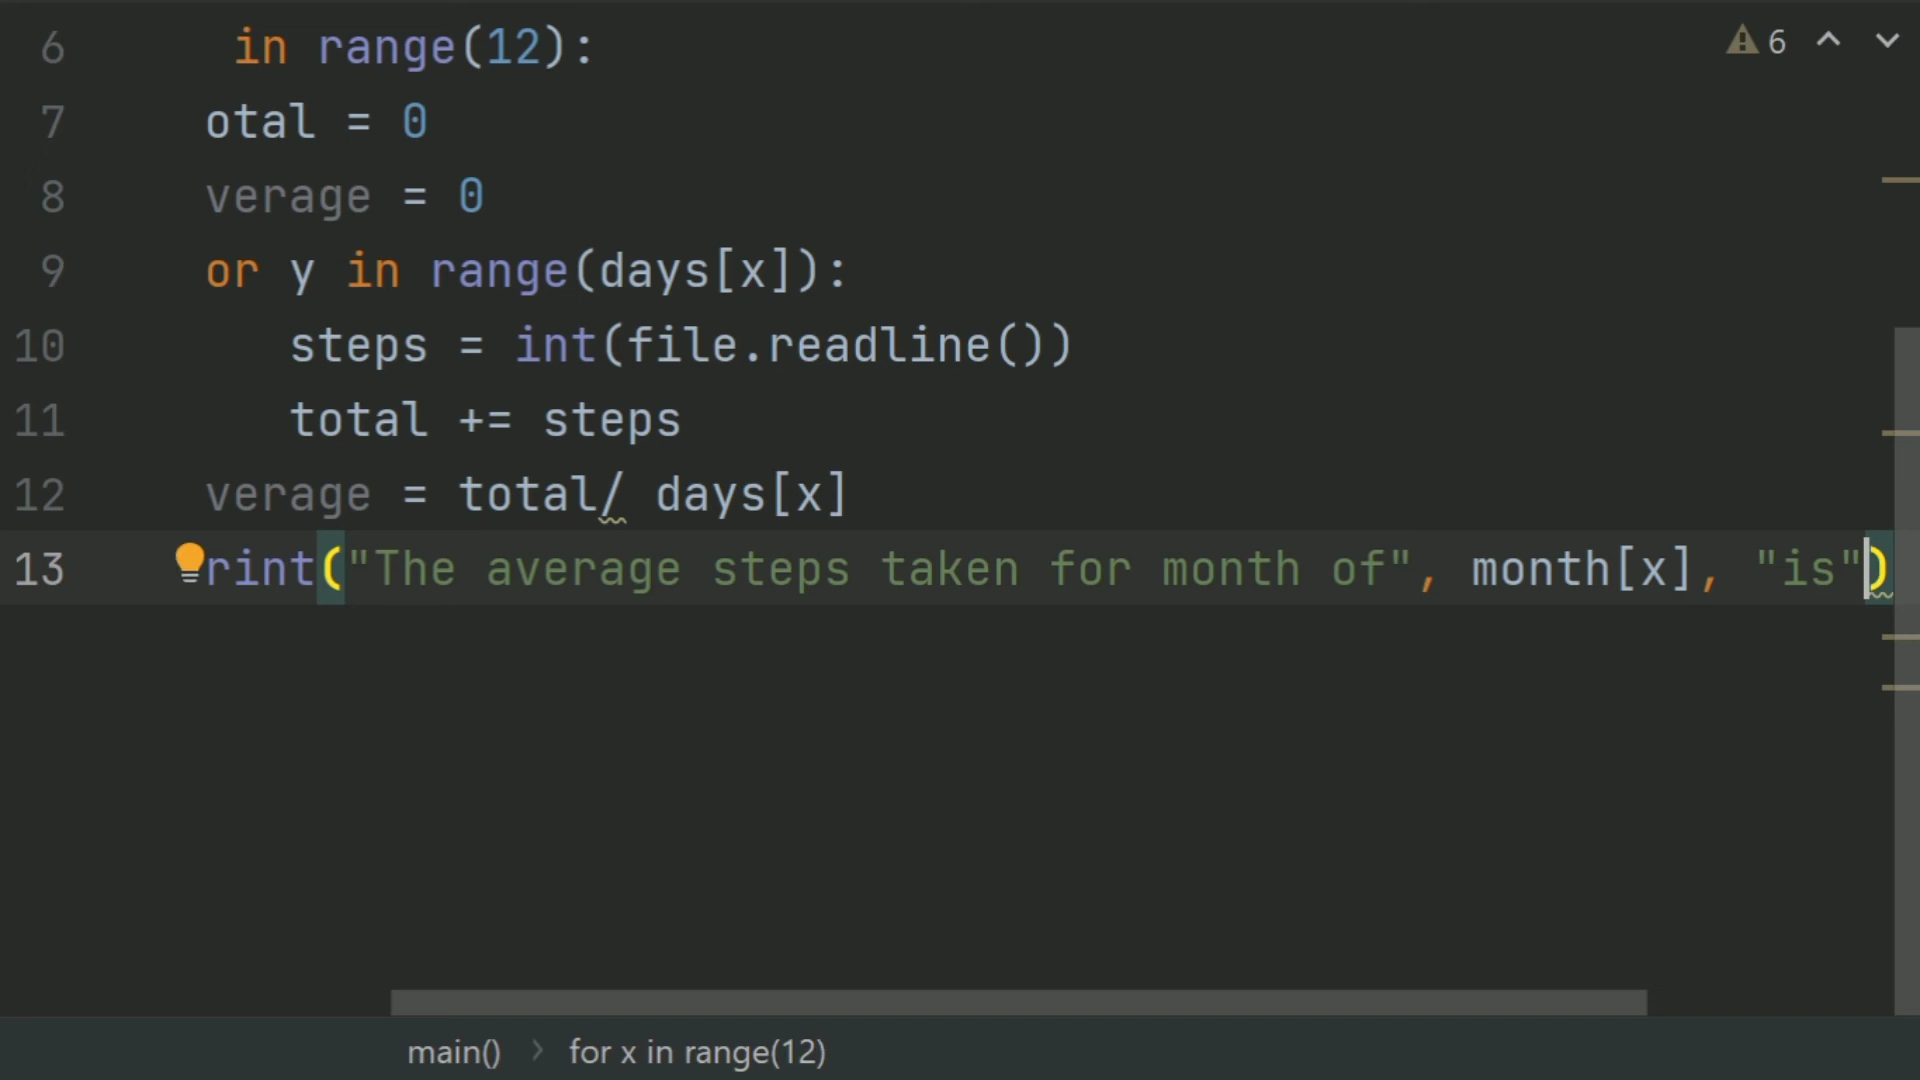 6 in range(12):
6
7 otal = 0
8 verage = 0
9 or y in range(days[x]):
10 steps = int(file.readline())
11 total += steps
12 verage = total/ days[x]
13 rint("The average steps taken for month of", month[x], "is")
main() > for x in range(12)